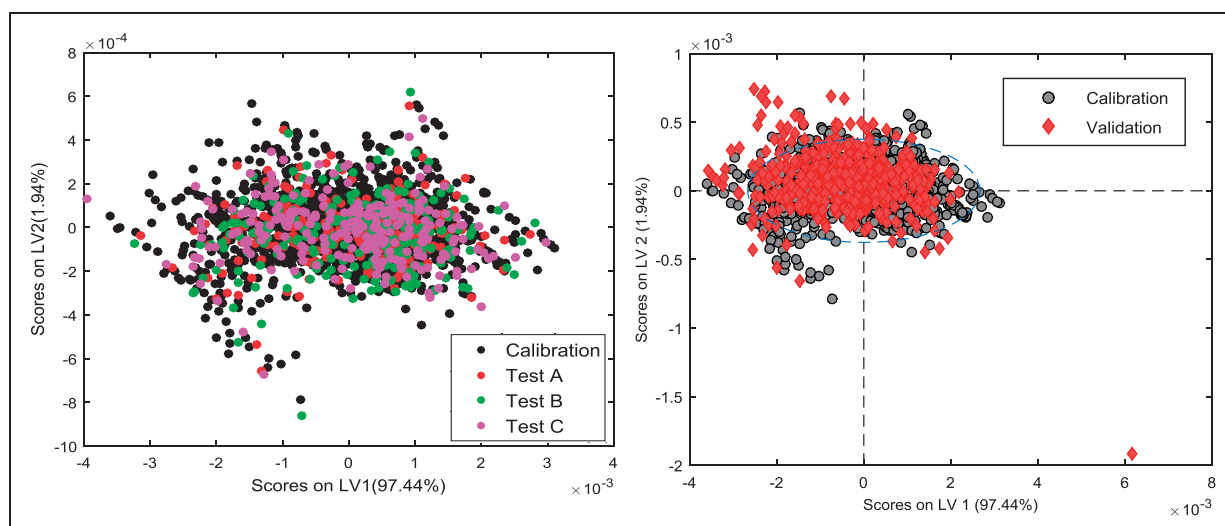 ×10⁻⁴
8
6
4
2
0
-2
-4
-6
-8
-10
Scores on LV2(1.94%)
-4 -3 -2 -1 0 1 2 3 4
Scores on LV1(97.44%)
×10⁻³
Calibration
Test A
Test B
Test C
×10⁻³
1
0.5
0
-0.5
-1
-1.5
-2
Scores on LV 2 (1.94%)
-4 -2 0 2 4 6 8
Scores on LV 1 (97.44%)
×10⁻³
Calibration
Validation